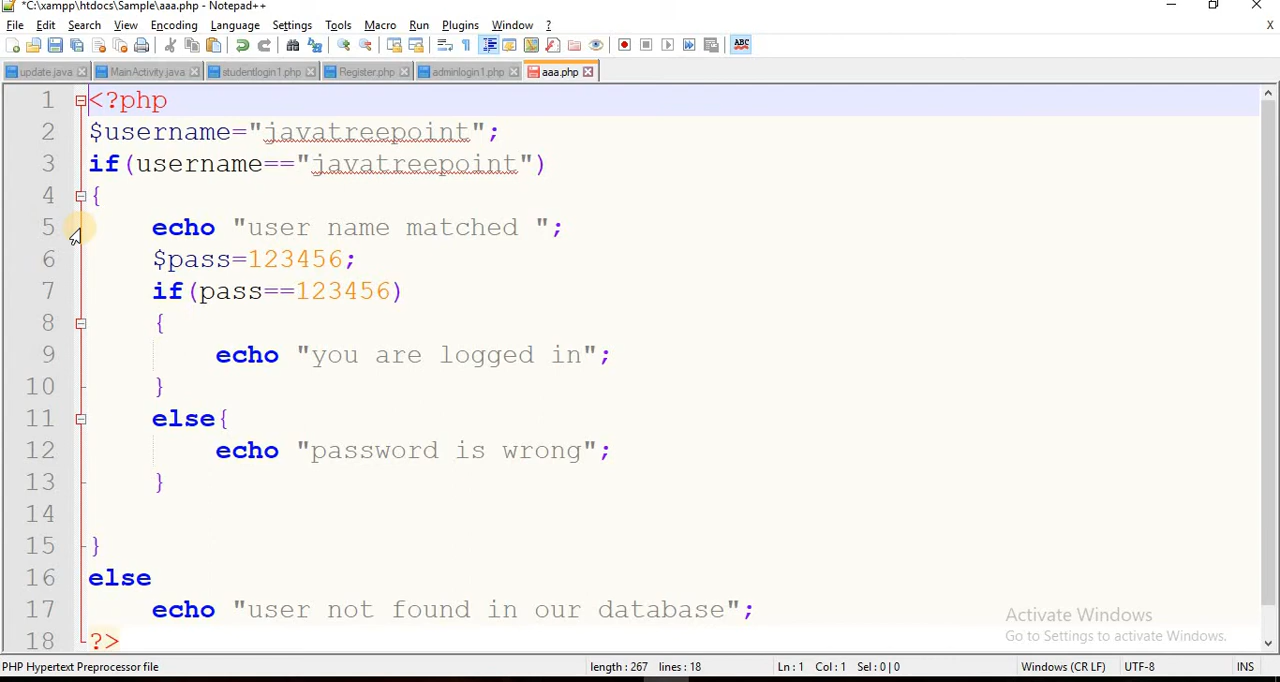 *C:\xampp\htdocs\Sample\aaa.php - Notepad++
File Edit Search View Encoding Language Settings Tools Macro Run Plugins Window ? X
ABC
update.java MainActivity.java studentlogin1.php Register.php adminlogin1.php aaa.php
1 <?php
2 $username="javatreepoint";
3 if(username=="javatreepoint")
4 {
5 echo "user name matched ";
6 $pass=123456;
7 if(pass==123456)
8 {
9 echo "you are logged in";
10 }
11 else{
12 echo "password is wrong";
13 }
14
15 }
16 else
17 echo "user not found in our database";
18 ?>
Activate Windows
Go to Settings to activate Windows.
PHP Hypertext Preprocessor file length : 267 lines : 18 Ln : 1 Col : 1 Sel : 0 | 0 Windows (CR LF) UTF-8 INS